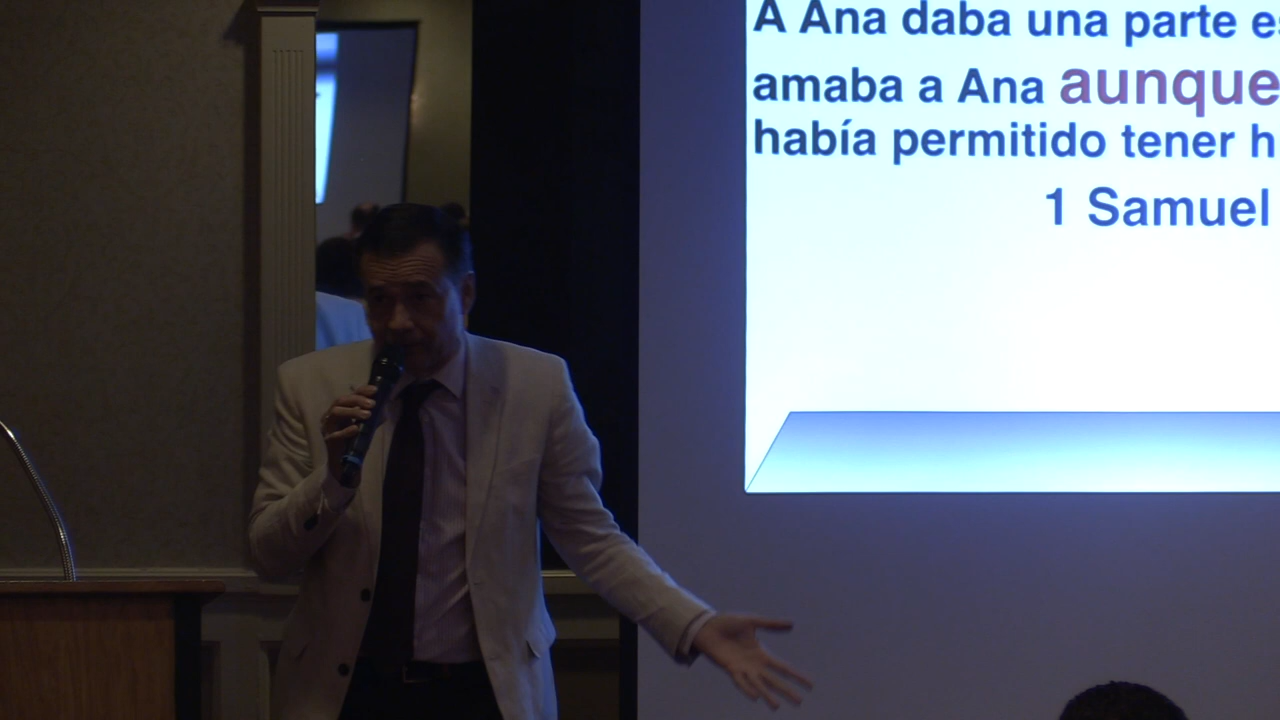 A Ana daba una parte
amaba a Ana aunque
había permitido tener
1 Samuel